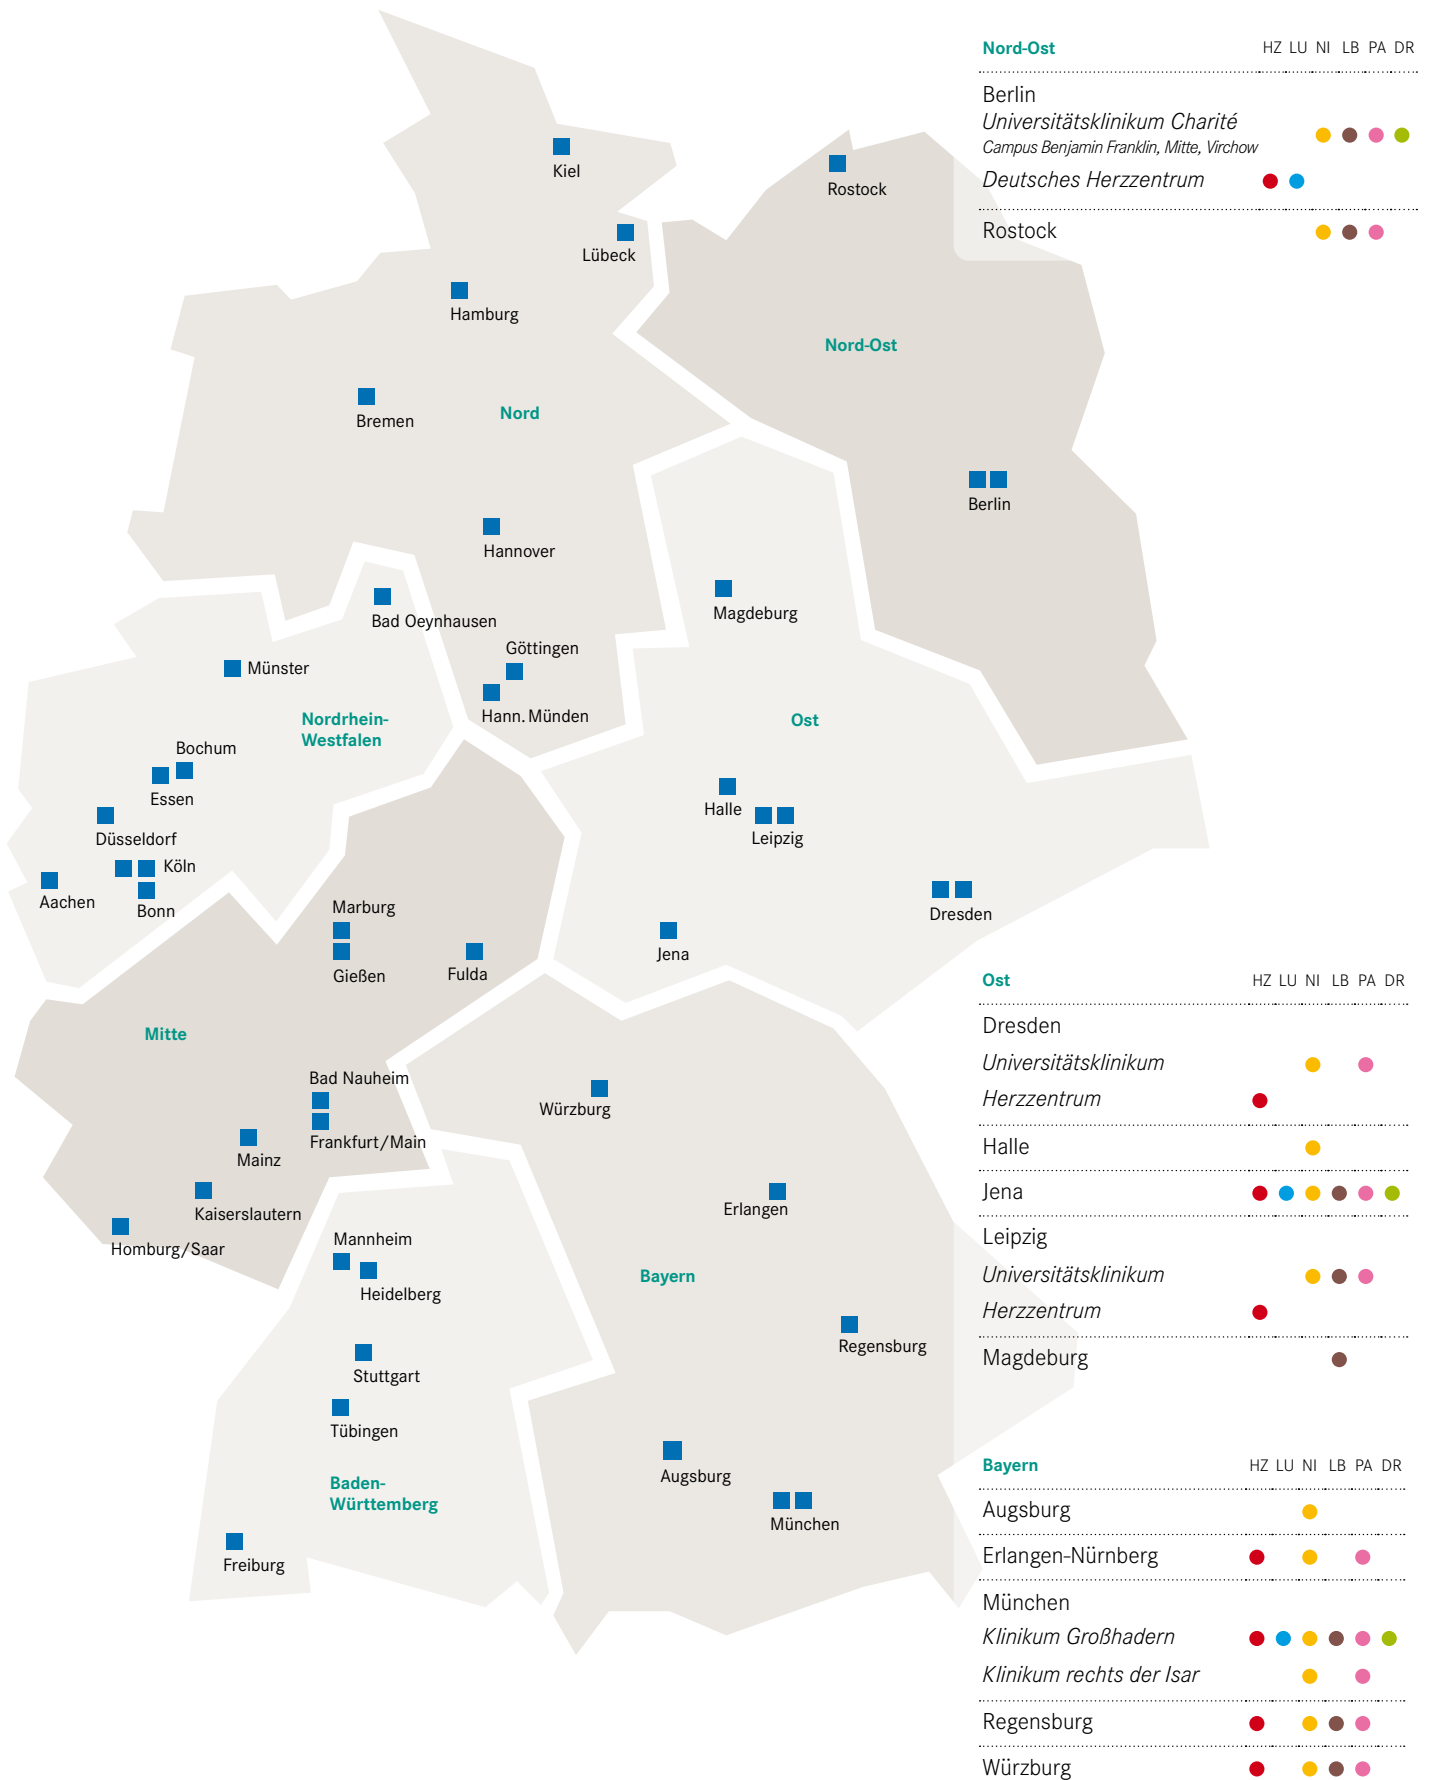 Kiel
Rostock
Lübeck
Hamburg
Nord-Ost
Bremen
Nord
Berlin
Hannover
Magdeburg
Bad Oeynhausen
Göttingen
Münster
Hann. Münden
Nordrhein-
Westfalen
Ost
Bochum
Essen
Halle
Düsseldorf
Leipzig
Köln
Aachen
Bonn
Marburg
Dresden
Gießen
Fulda
Jena
Mitte
Bad Nauheim
Würzburg
Frankfurt/Main
Mainz
Kaiserslautern
Erlangen
Homburg/Saar
Mannheim
Bayern
Heidelberg
Regensburg
Stuttgart
Tübingen
Augsburg
Baden-
Württemberg
München
Freiburg
Nord-Ost HZ LU NI LB PA DR
Berlin
Universitätsklinikum Charité
Campus Benjamin Franklin, Mitte, Virchow
Deutsches Herzzentrum
Rostock
Ost HZ LU NI LB PA DR
Dresden
Universitätsklinikum
Herzzentrum
Halle
Jena
Leipzig
Universitätsklinikum
Herzzentrum
Magdeburg
Bayern HZ LU NI LB PA DR
Augsburg
Erlangen-Nürnberg
München
Klinikum Großhadern
Klinikum rechts der Isar
Regensburg
Würzburg